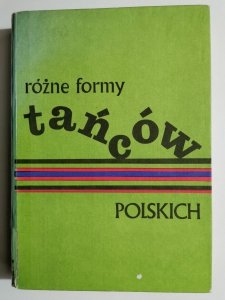 różne formy
tańców
POLSKICH